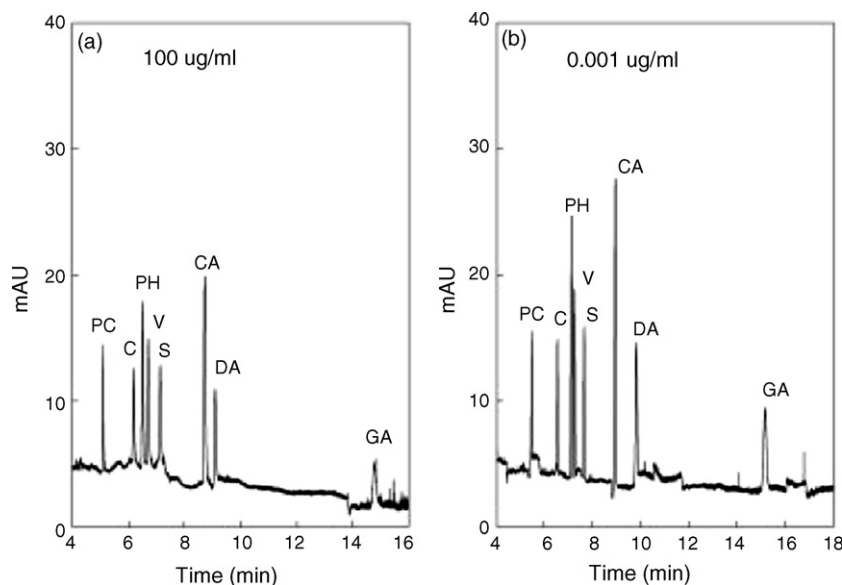 (a)
100 ug/ml
40
30
20
10
0
mAU
PC
C
PH
V
S
CA
DA
GA
4 6 8 10 12 14 16
Time (min)
(b)
0.001 ug/ml
40
30
20
10
0
mAU
PC
C
PH
V
S
CA
DA
GA
4 6 8 10 12 14 16 18
Time (min)